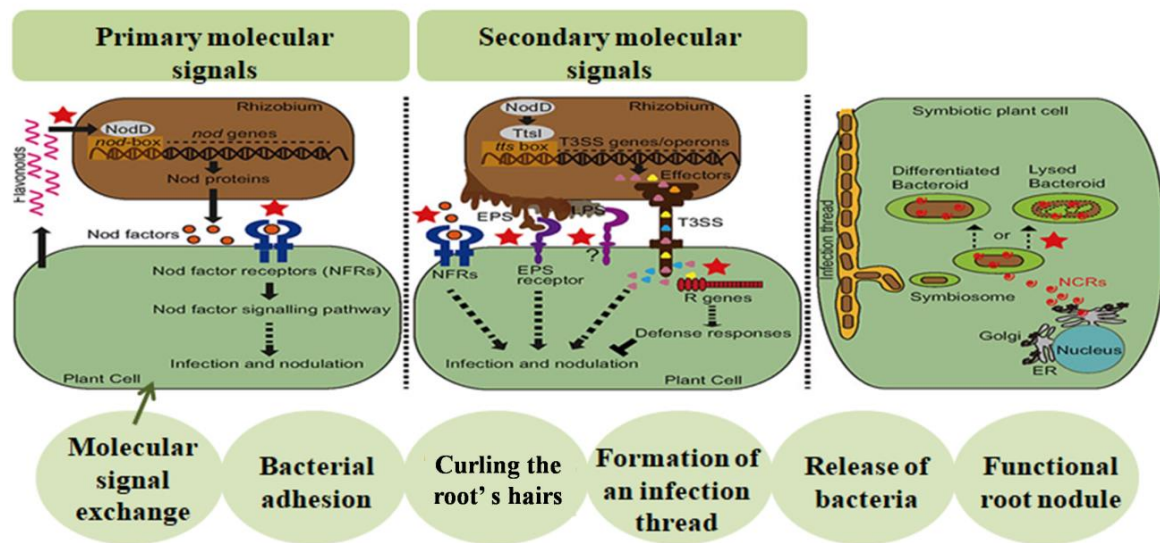 Primary molecular
signals
Secondary molecular
signals
Rhizobium
Flavonoids
NodD
nod genes
nod-box
Nod proteins
Nod factors
Nod factor receptors (NFRs)
Nod factor signalling pathway
Infection and nodulation
Plant Cell
NodD
Rhizobium
TtsI
T3SS genes/operons
tts box
Effectors
EPS
LPS
T3SS
?
NFRs
EPS
receptor
R genes
Defense responses
Infection and nodulation
Plant Cell
Symbiotic plant cell
Infection thread
Differentiated
Bacteroid
Lysed
Bacteroid
or
Symbiosome
NCRs
Golgi
Nucleus
ER
Molecular
signal
exchange
Bacterial
adhesion
Curling the
root’ s hairs
Formation of
an infection
thread
Release of
bacteria
Functional
root nodule